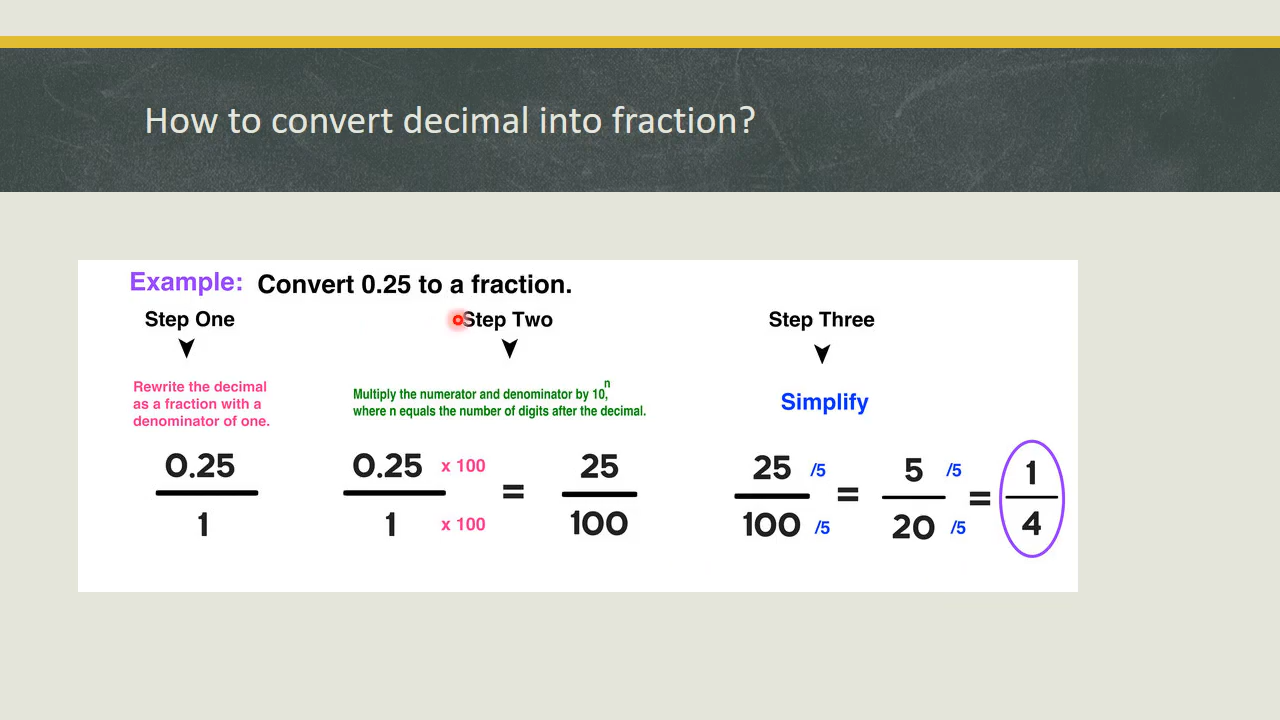 How to convert decimal into fraction?
Example: Convert 0.25 to a fraction.
Step One
Step Two
Step Three
Rewrite the decimal
as a fraction with a
denominator of one.
Multiply the numerator and denominator by 10ⁿ,
where n equals the number of digits after the decimal.
Simplify
0.25
1
0.25 x 100
1 x 100
=
25
100
25 /5
100 /5
=
5 /5
20 /5
=
1
4